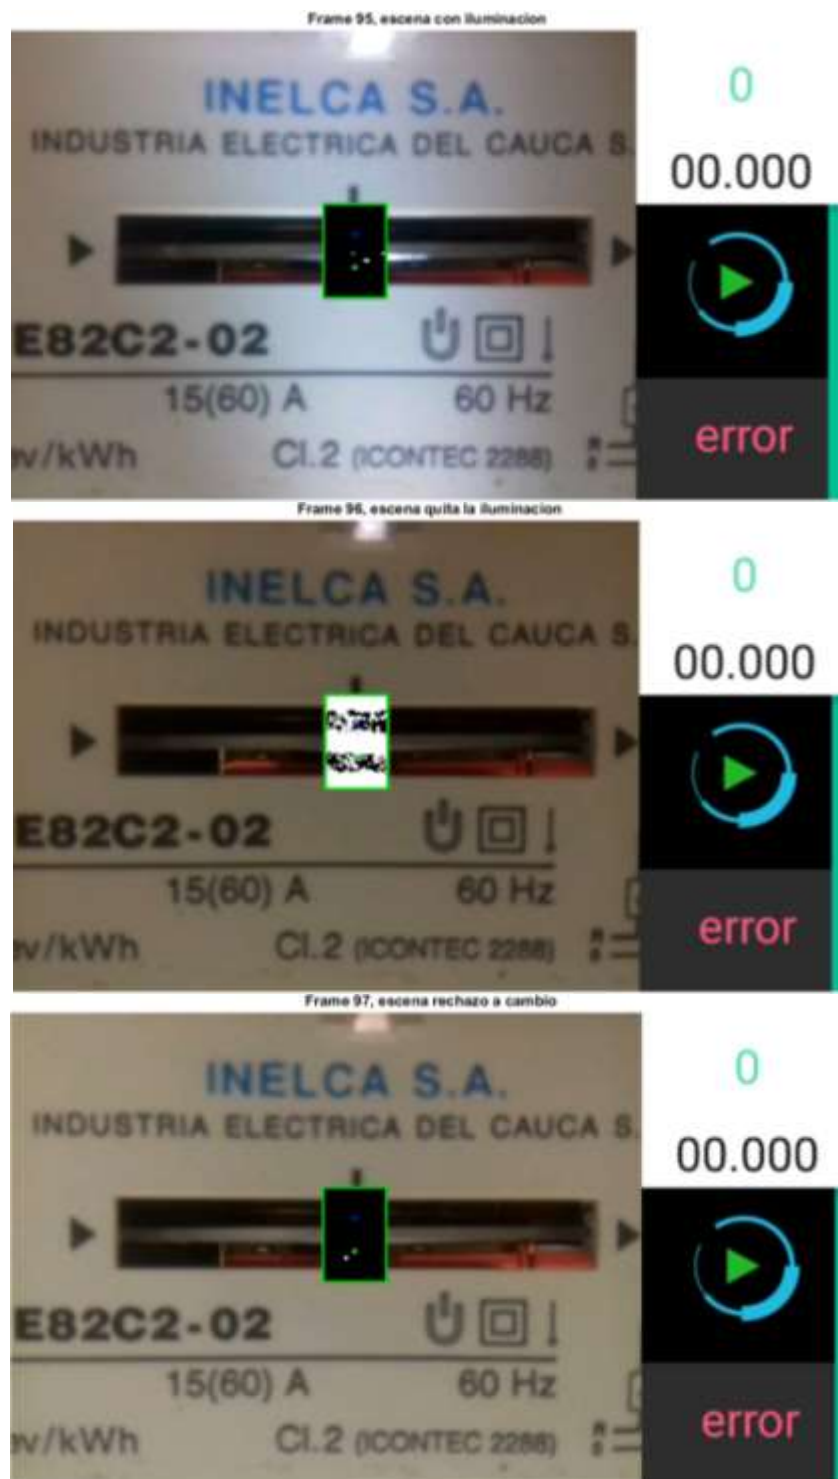 Frame 95, escena con iluminacion
INELCA S.A.
INDUSTRIA ELECTRICA DEL CAUCA S.
E82C2-02
15(60) A 60 Hz
ev/kWh Cl.2 (ICONTEC 2288)
0
00.000
error
Frame 96, escena quita la iluminacion
INELCA S.A.
INDUSTRIA ELECTRICA DEL CAUCA S.
E82C2-02
15(60) A 60 Hz
ev/kWh Cl.2 (ICONTEC 2288)
0
00.000
error
Frame 97, escena rechazo a cambio
INELCA S.A.
INDUSTRIA ELECTRICA DEL CAUCA S.
E82C2-02
15(60) A 60 Hz
ev/kWh Cl.2 (ICONTEC 2288)
0
00.000
error